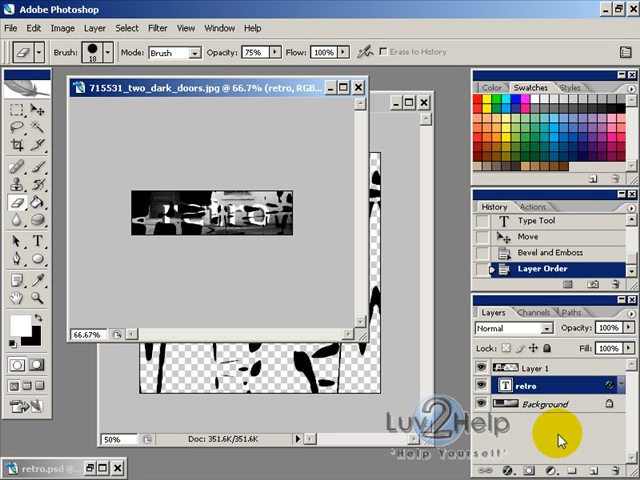 Adobe Photoshop
File Edit Image Layer Select Filter View Window Help
Brush: 18 Mode: Brush Opacity: 75% Flow: 100% Erase to History
715531_two_dark_doors.jpg @ 66.7% (retro, RGB...
Color Swatches Styles
retro
History Actions
Type Tool
Move
Bevel and Emboss
Layer Order
66.67%
Layers Channels Paths
Normal Opacity: 100%
Lock: Fill: 100%
Layer 1
T retro
Background
Luv2Help
"Help Yourself"
50% Doc: 351.6K/351.6K
retro.psd